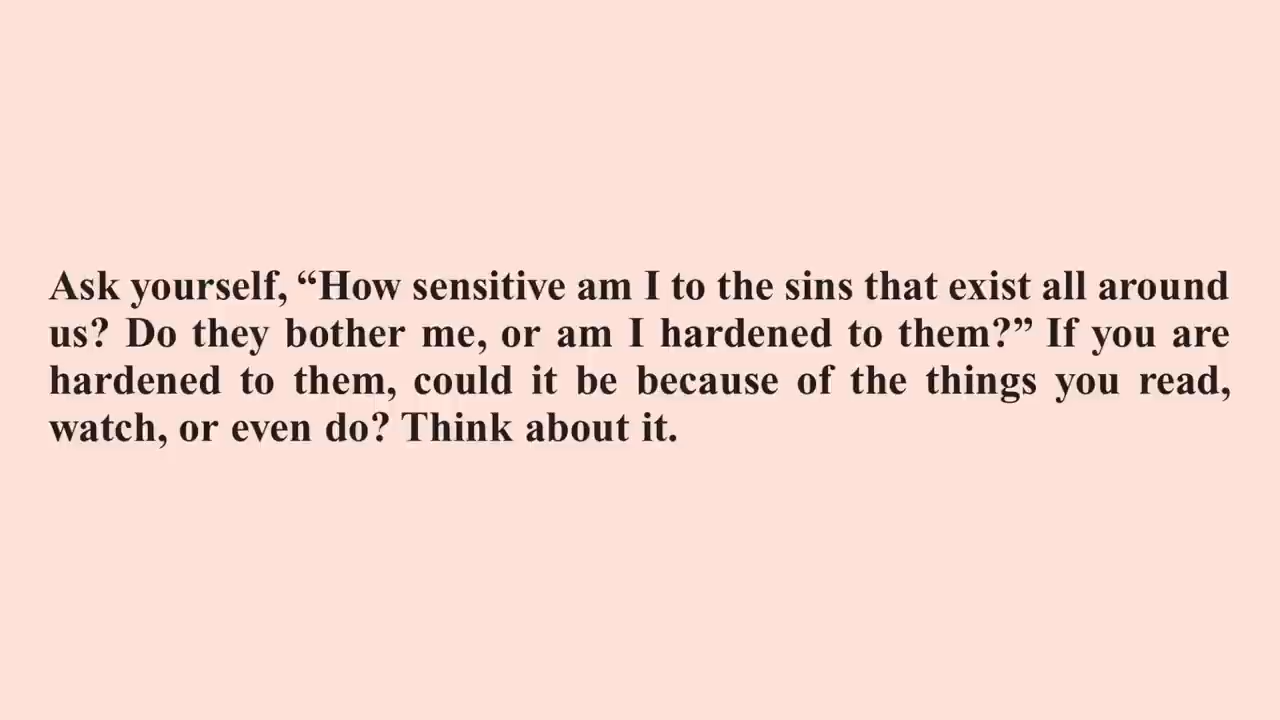 Ask yourself, “How sensitive am I to the sins that exist all around
us? Do they bother me, or am I hardened to them?” If you are
hardened to them, could it be because of the things you read,
watch, or even do? Think about it.